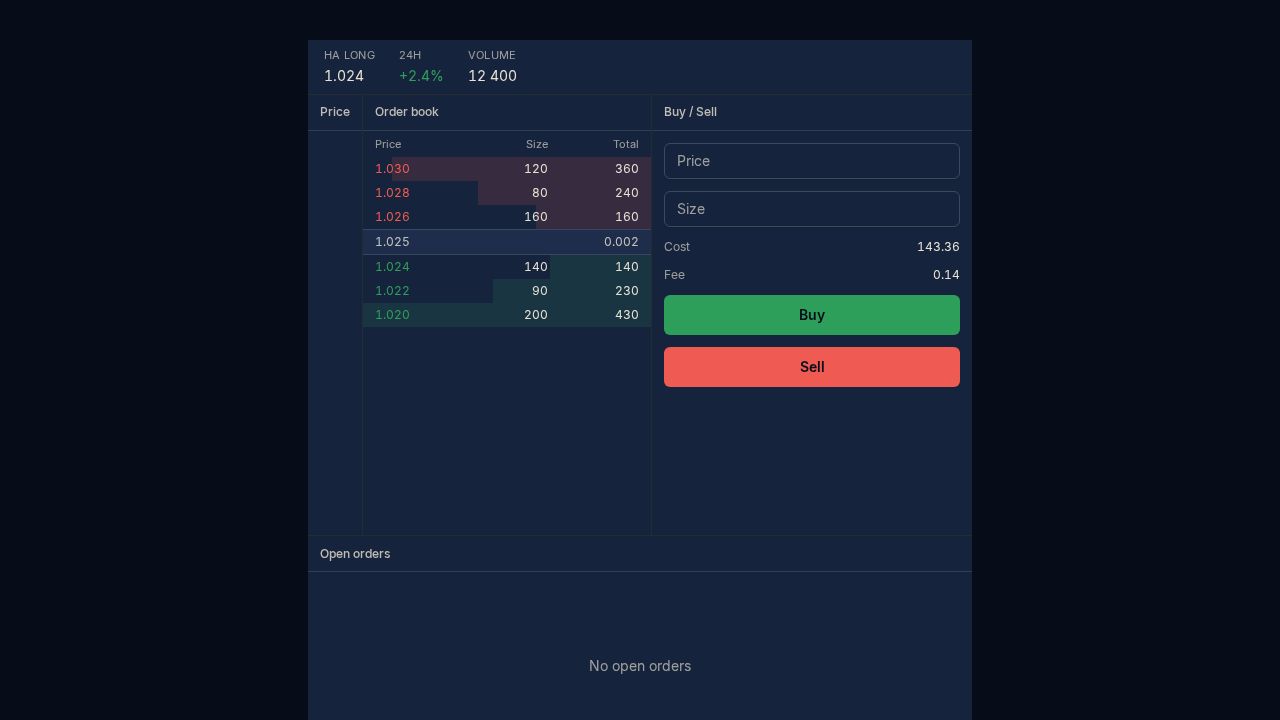 HA LONG 24H VOLUME
1.024 +2.4% 12 400
Price Order book Buy / Sell
Price Size Total
1.030 120 360
1.028 80 240
1.026 160 160
1.025 0.002
1.024 140 140
1.022 90 230
1.020 200 430
Price
Size
Cost 143.36
Fee 0.14
Buy
Sell
Open orders
No open orders